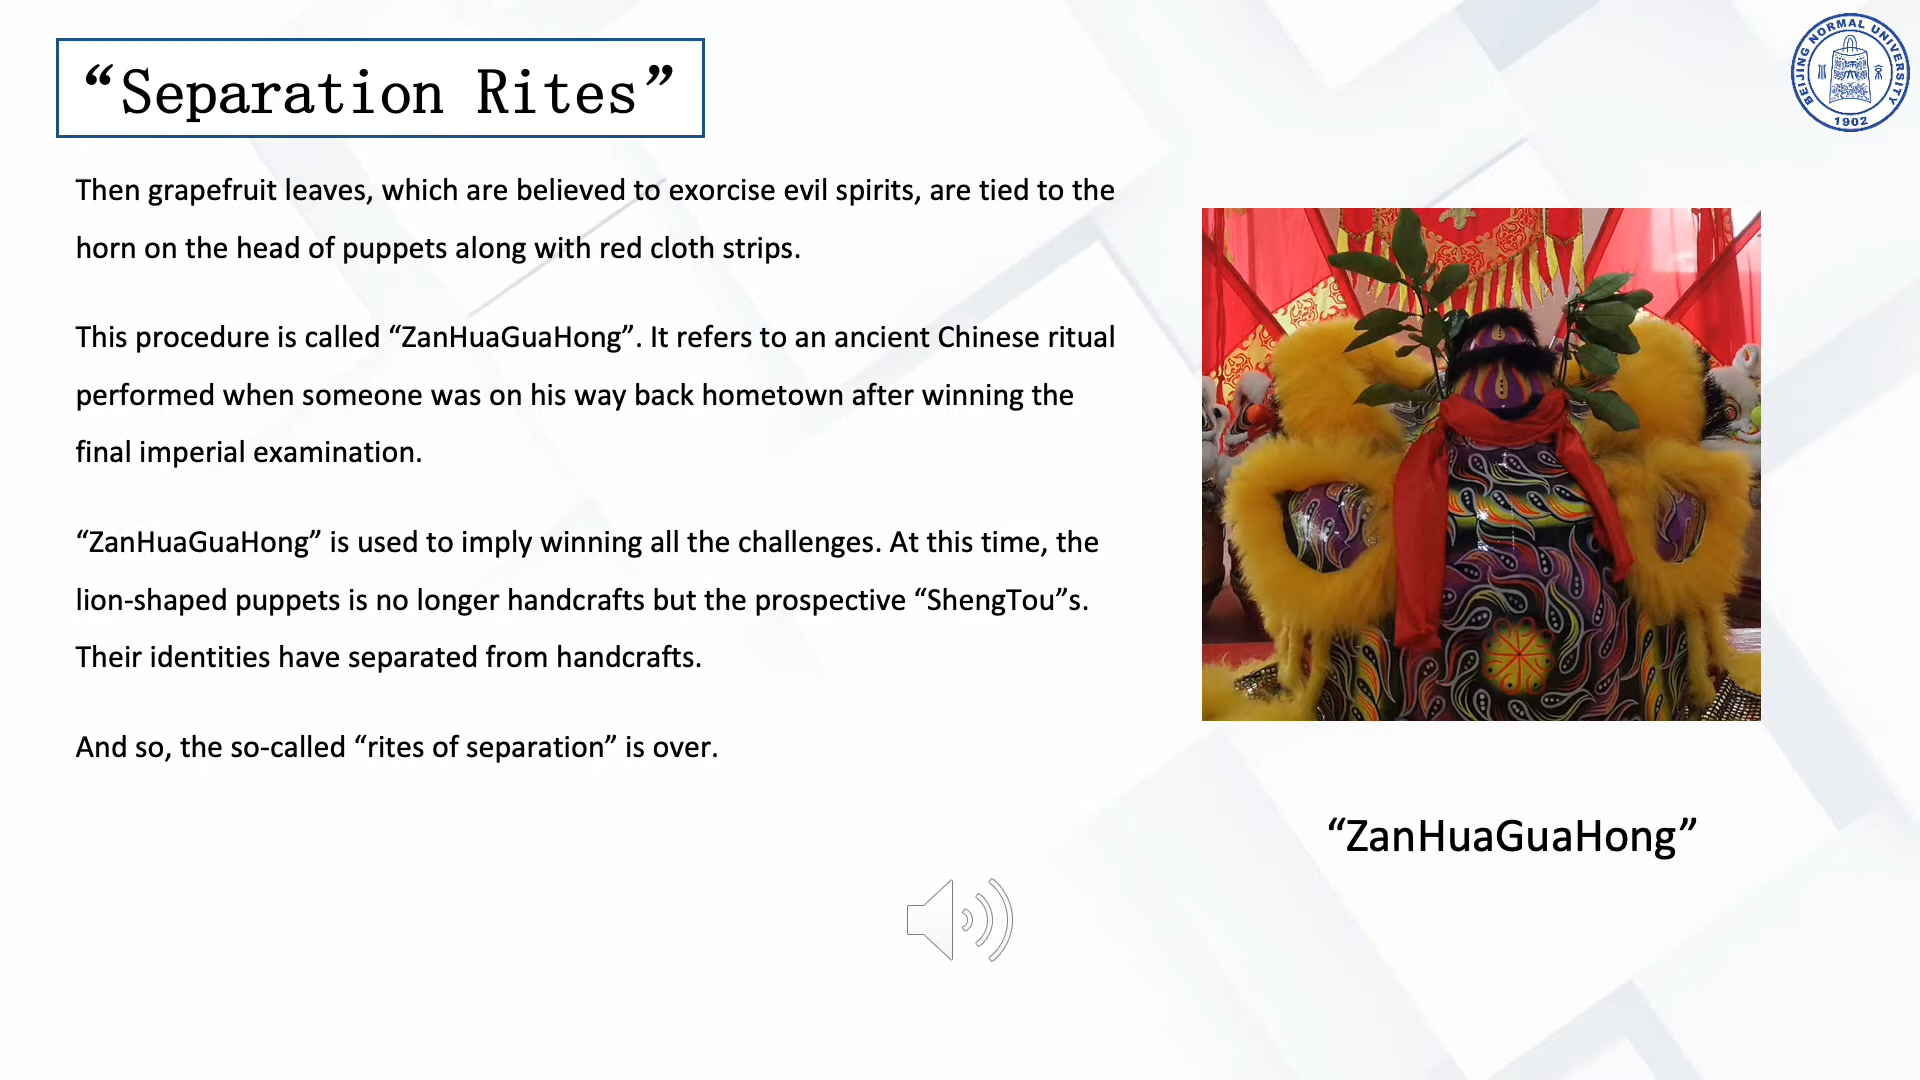 “Separation Rites”
Then grapefruit leaves, which are believed to exorcise evil spirits, are tied to the
horn on the head of puppets along with red cloth strips.
This procedure is called “ZanHuaGuaHong”. It refers to an ancient Chinese ritual
performed when someone was on his way back hometown after winning the
final imperial examination.
“ZanHuaGuaHong” is used to imply winning all the challenges. At this time, the
lion-shaped puppets is no longer handcrafts but the prospective “ShengTou”s.
Their identities have separated from handcrafts.
And so, the so-called “rites of separation” is over.
“ZanHuaGuaHong”
BEIJING NORMAL UNIVERSITY
1902